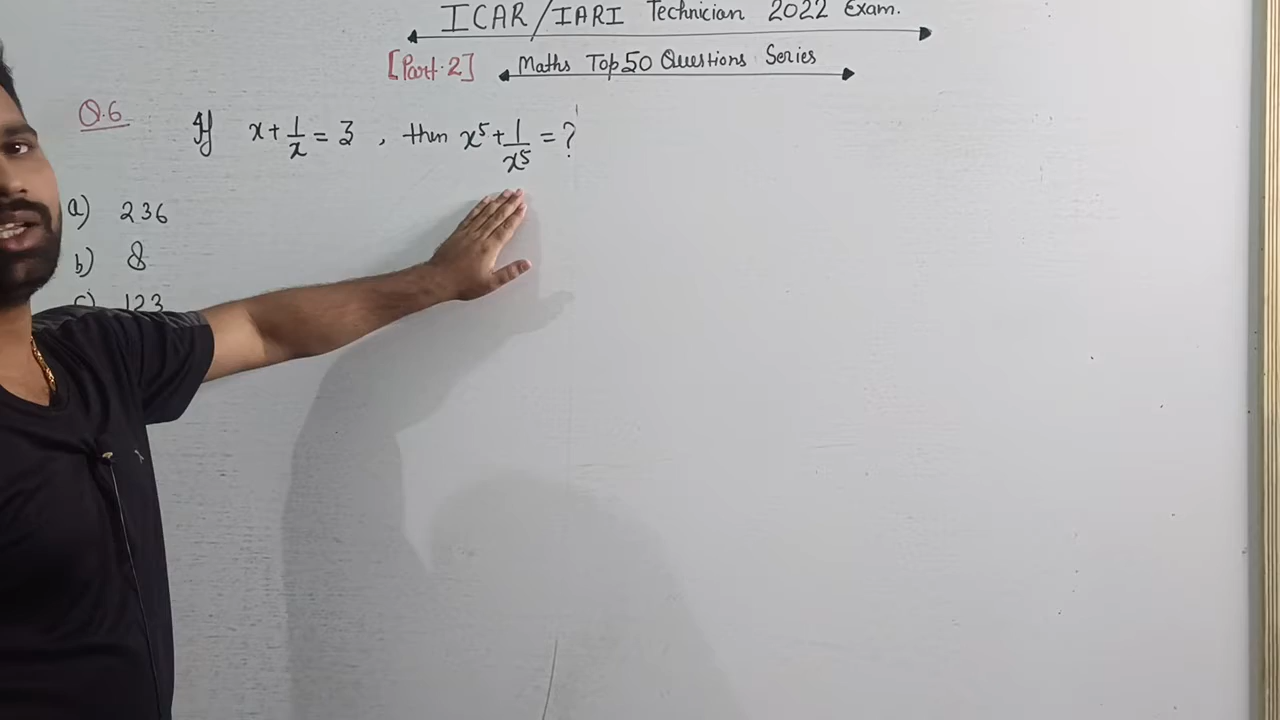 ICAR/IARI Technician 2022 Exam.
[Part-2] Maths Top 50 Questions Series
Q.6 If x + 1/x = 3 , then x⁵ + 1/x⁵ = ?
a) 236
b) 8
c) 123